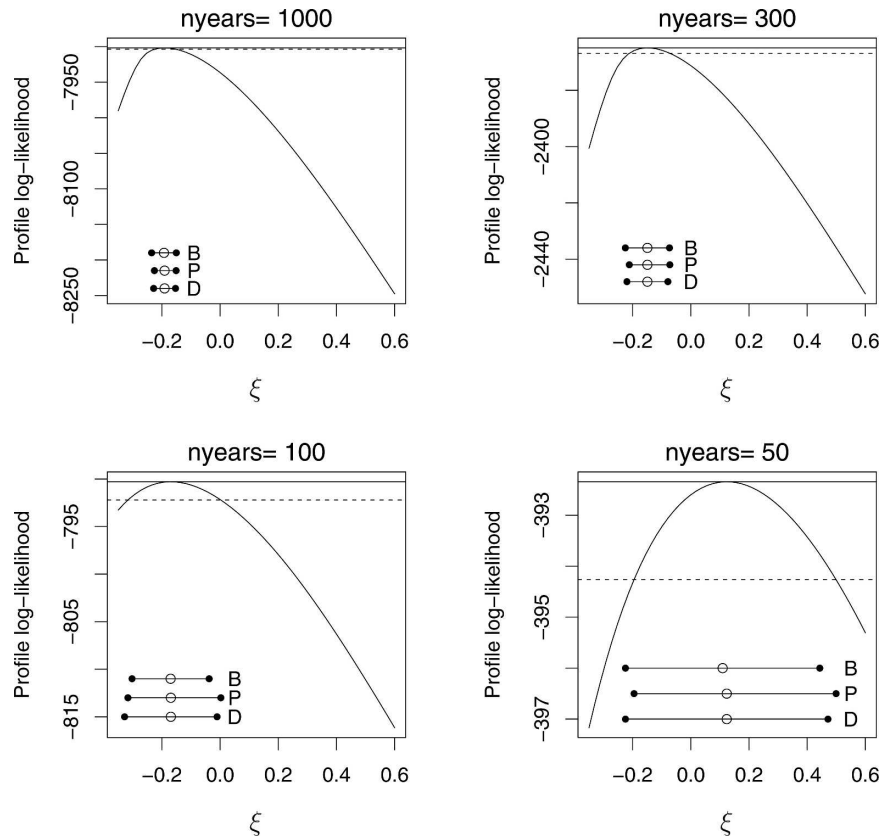 nyears= 1000
Profile log−likelihood
−7950
−8100
−8250
B
P
D
−0.2 0.0 0.2 0.4 0.6
ξ
nyears= 300
Profile log−likelihood
−2400
−2440
B
P
D
−0.2 0.0 0.2 0.4 0.6
ξ
nyears= 100
Profile log−likelihood
−795
−805
−815
B
P
D
−0.2 0.0 0.2 0.4 0.6
ξ
nyears= 50
Profile log−likelihood
−393
−395
−397
B
P
D
−0.2 0.0 0.2 0.4 0.6
ξ